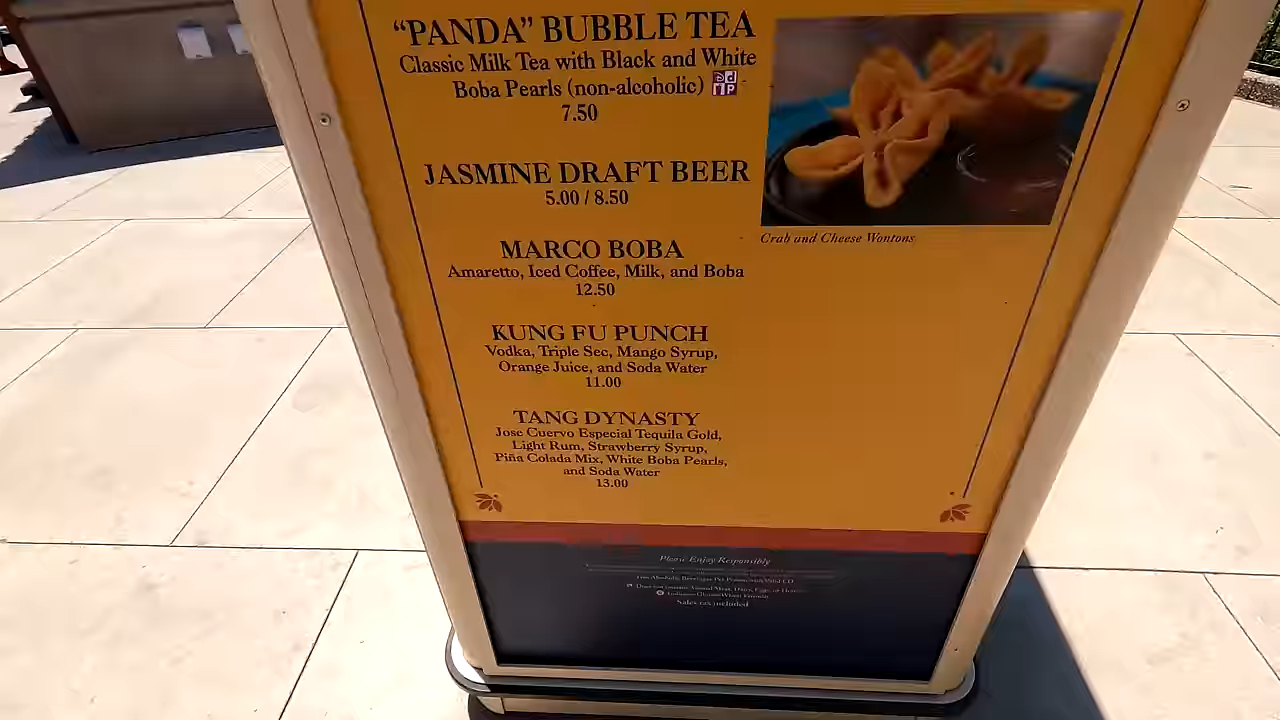 “PANDA” BUBBLE TEA
Classic Milk Tea with Black and White
Boba Pearls (non-alcoholic)
7.50
JASMINE DRAFT BEER
5.00 / 8.50
MARCO BOBA
Amaretto, Iced Coffee, Milk, and Boba
12.50
KUNG FU PUNCH
Vodka, Triple Sec, Mango Syrup,
Orange Juice, and Soda Water
11.00
TANG DYNASTY
Jose Cuervo Especial Tequila Gold,
Light Rum, Strawberry Syrup,
Piña Colada Mix, White Boba Pearls,
and Soda Water
13.00
Crab and Cheese Wontons
Please Enjoy Responsibly
Sales tax included